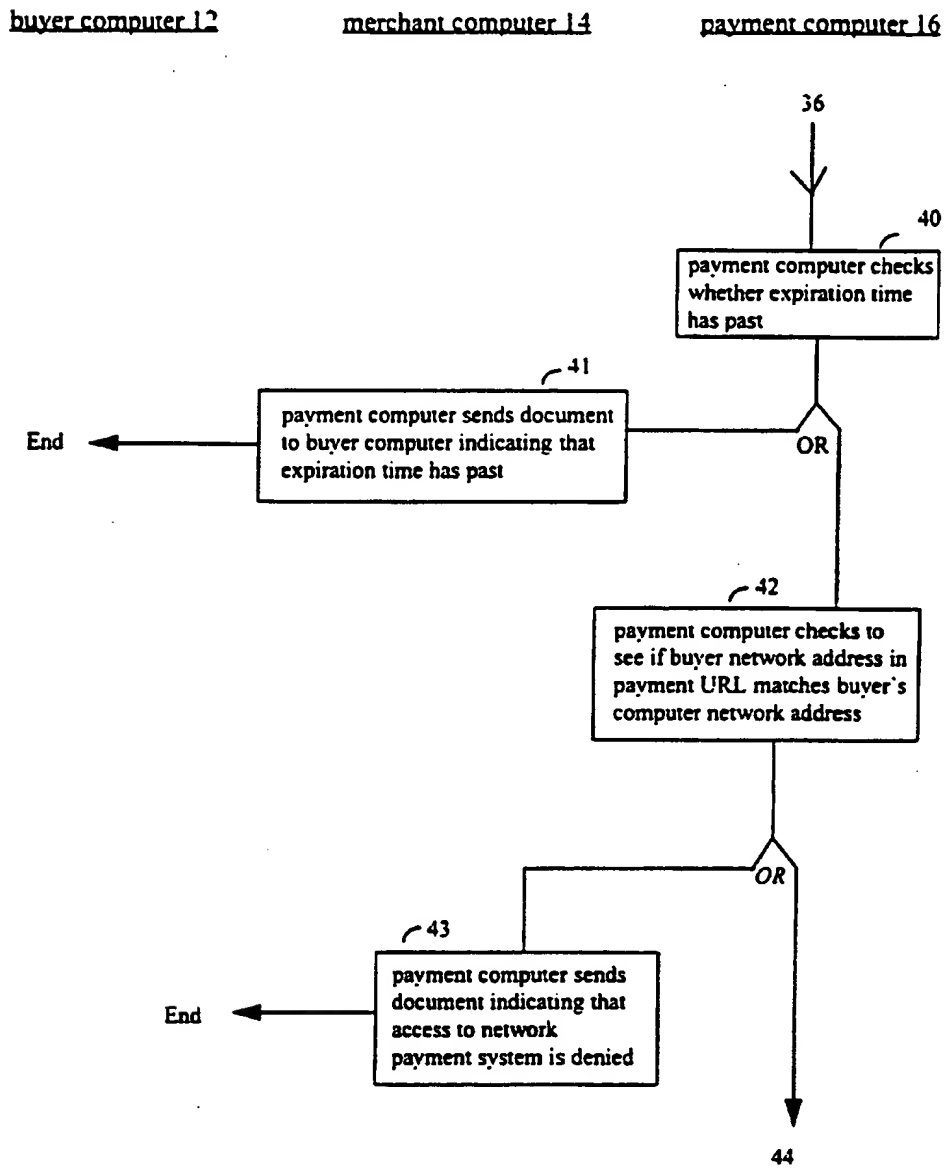 buyer computer 12
merchant computer 14
payment computer 16
36
40
payment computer checks
whether expiration time
has past
41
payment computer sends document
to buyer computer indicating that
expiration time has past
End
OR
42
payment computer checks to
see if buyer network address in
payment URL matches buyer's
computer network address
OR
43
payment computer sends
document indicating that
access to network
payment system is denied
End
44